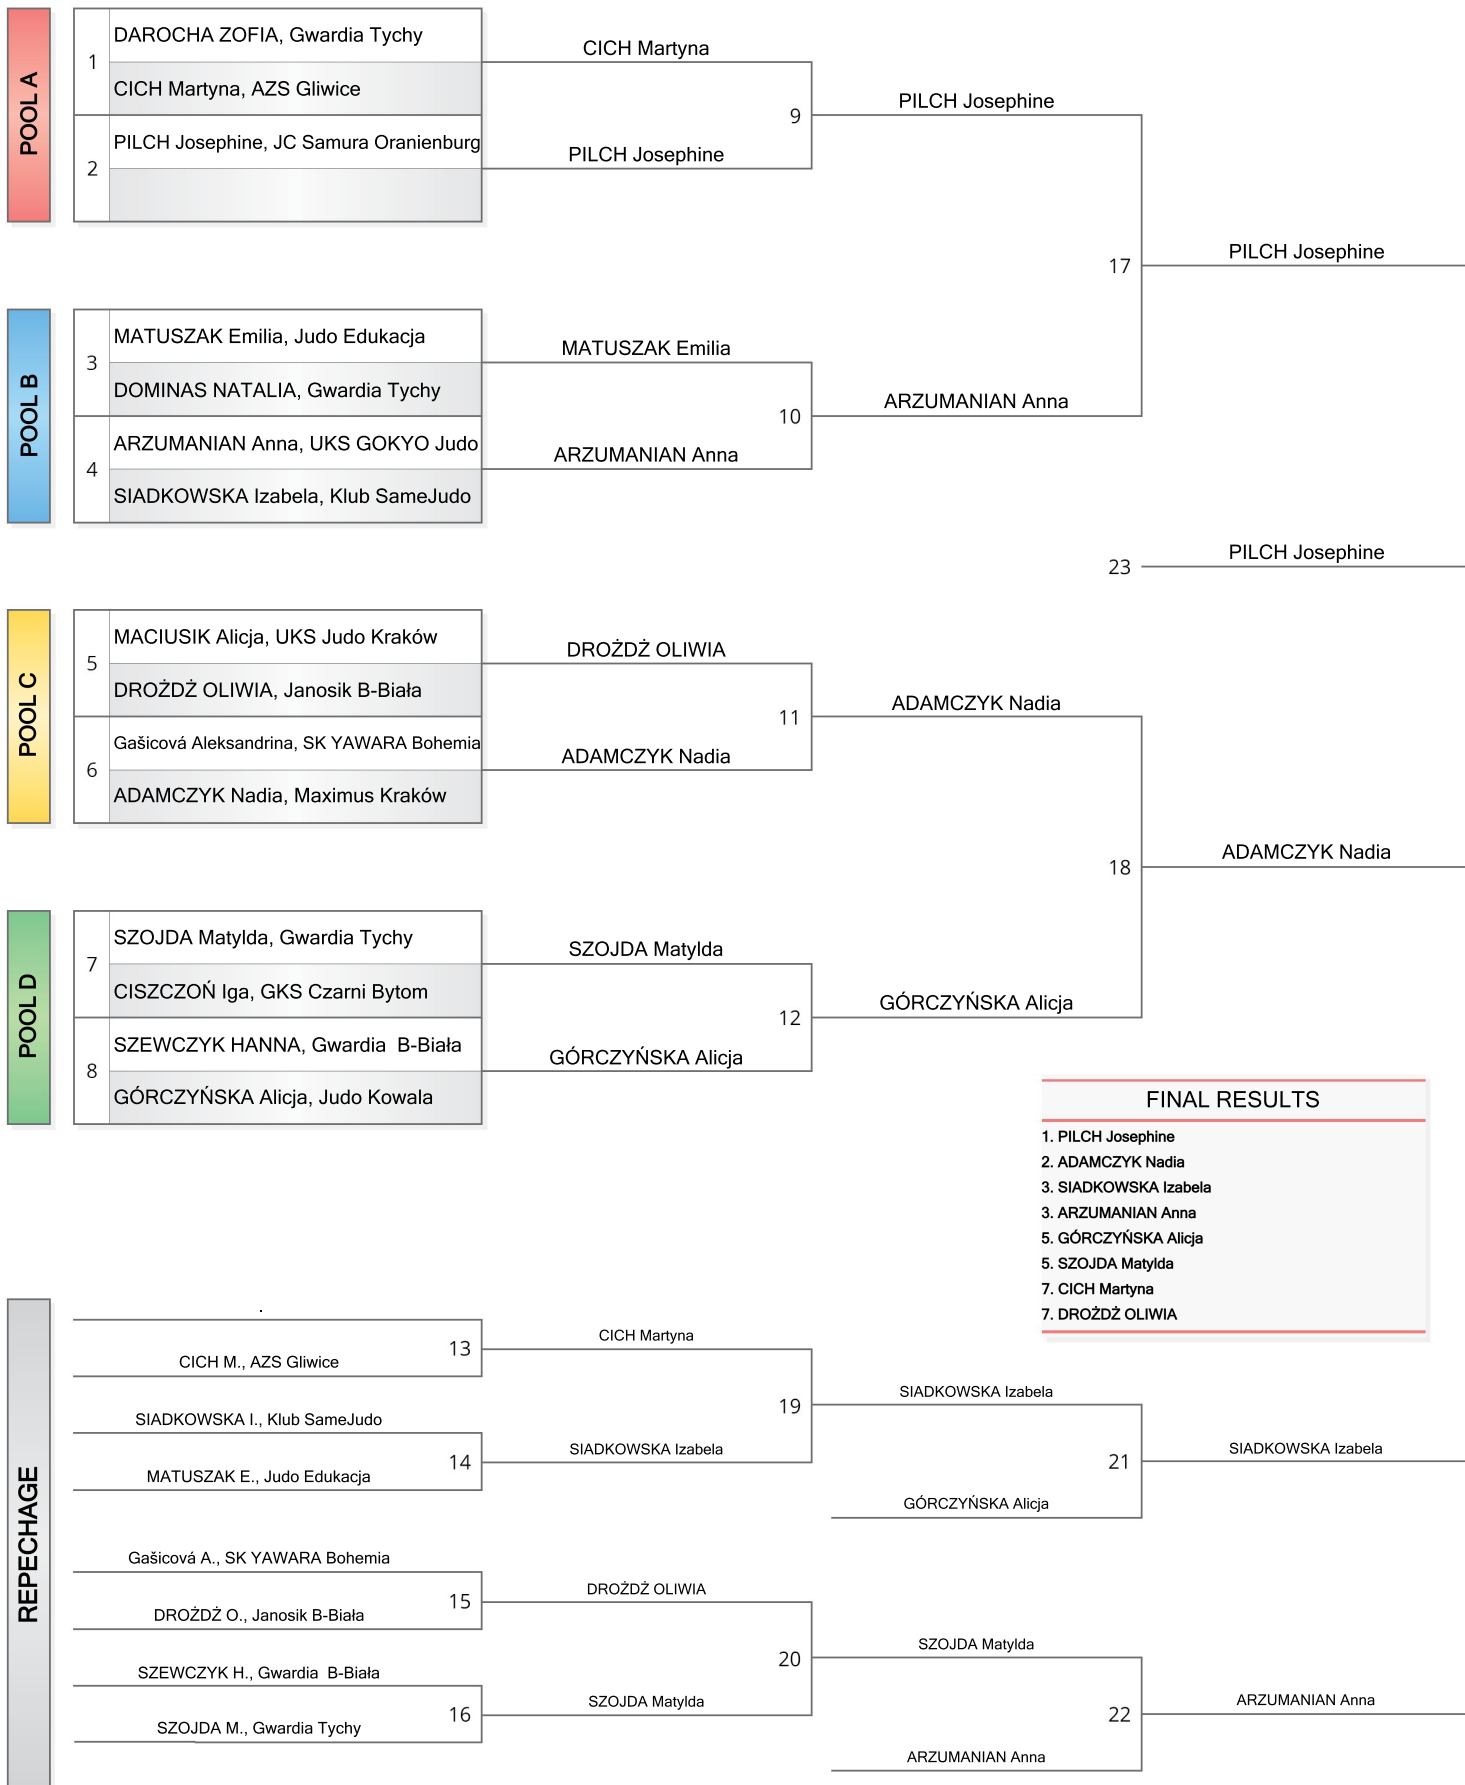 POOL A
1
DAROCHA ZOFIA, Gwardia Tychy
CICH Martyna, AZS Gliwice
2
PILCH Josephine, JC Samura Oranienburg
CICH Martyna
PILCH Josephine
9
PILCH Josephine
17
PILCH Josephine
POOL B
3
MATUSZAK Emilia, Judo Edukacja
DOMINAS NATALIA, Gwardia Tychy
4
ARZUMANIAN Anna, UKS GOKYO Judo
SIADKOWSKA Izabela, Klub SameJudo
MATUSZAK Emilia
ARZUMANIAN Anna
10
ARZUMANIAN Anna
23
PILCH Josephine
POOL C
5
MACIUSIK Alicja, UKS Judo Kraków
DROŻDŻ OLIWIA, Janosik B-Biała
6
Gašicová Aleksandrina, SK YAWARA Bohemia
ADAMCZYK Nadia, Maximus Kraków
DROŻDŻ OLIWIA
ADAMCZYK Nadia
11
ADAMCZYK Nadia
18
ADAMCZYK Nadia
POOL D
7
SZOJDA Matylda, Gwardia Tychy
CISZCZOŃ Iga, GKS Czarni Bytom
8
SZEWCZYK HANNA, Gwardia  B-Biała
GÓRCZYŃSKA Alicja, Judo Kowala
SZOJDA Matylda
GÓRCZYŃSKA Alicja
12
GÓRCZYŃSKA Alicja
FINAL RESULTS
1. PILCH Josephine
2. ADAMCZYK Nadia
3. SIADKOWSKA Izabela
3. ARZUMANIAN Anna
5. GÓRCZYŃSKA Alicja
5. SZOJDA Matylda
7. CICH Martyna
7. DROŻDŻ OLIWIA
REPECHAGE
.
CICH M., AZS Gliwice
13
SIADKOWSKA I., Klub SameJudo
MATUSZAK E., Judo Edukacja
14
CICH Martyna
SIADKOWSKA Izabela
19
SIADKOWSKA Izabela
GÓRCZYŃSKA Alicja
21
SIADKOWSKA Izabela
Gašicová A., SK YAWARA Bohemia
DROŻDŻ O., Janosik B-Biała
15
SZEWCZYK H., Gwardia  B-Biała
SZOJDA M., Gwardia Tychy
16
DROŻDŻ OLIWIA
SZOJDA Matylda
20
SZOJDA Matylda
ARZUMANIAN Anna
22
ARZUMANIAN Anna